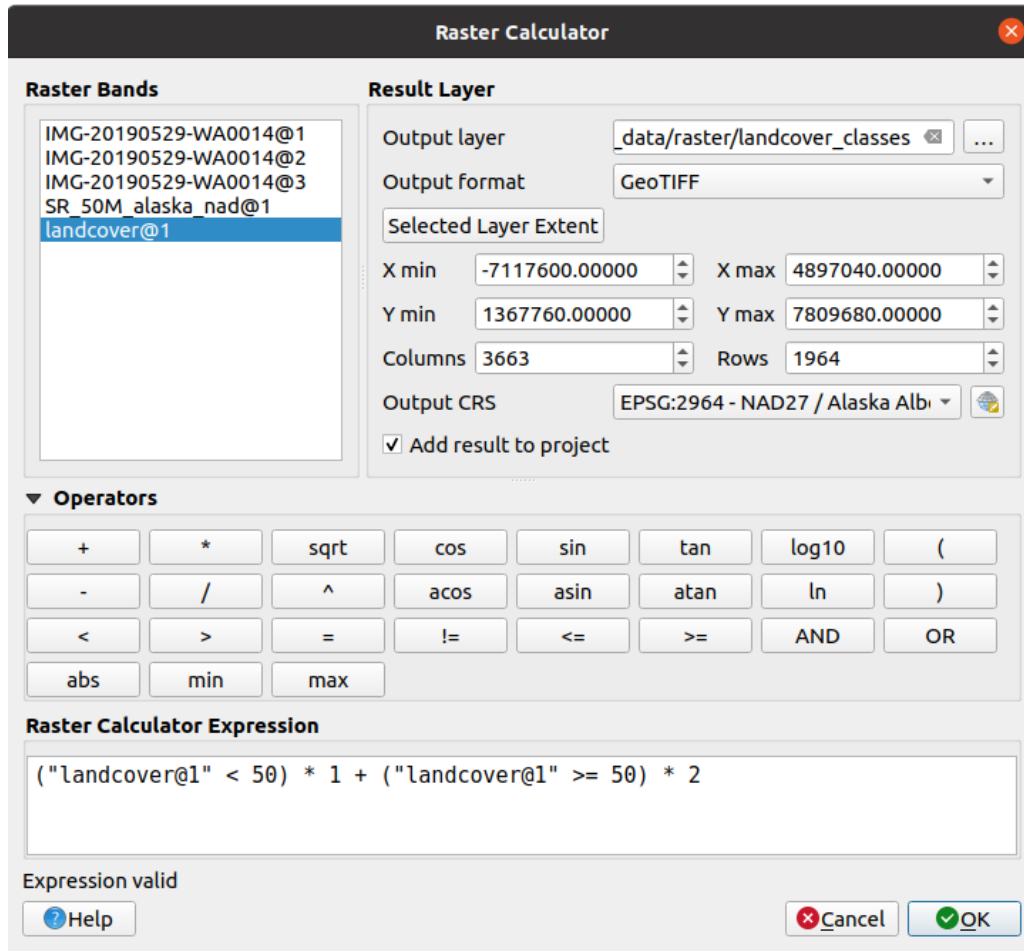 Raster Calculator
Raster Bands
IMG-20190529-WA0014@1
IMG-20190529-WA0014@2
IMG-20190529-WA0014@3
SR_50M_alaska_nad@1
landcover@1
Result Layer
Output layer _data/raster/landcover_classes ...
Output format GeoTIFF
Selected Layer Extent
X min -7117600.00000 X max 4897040.00000
Y min 1367760.00000 Y max 7809680.00000
Columns 3663 Rows 1964
Output CRS EPSG:2964 - NAD27 / Alaska Alb
Add result to project
Operators
+ * sqrt cos sin tan log10 (
- / ^ acos asin atan ln )
< > = != <= >= AND OR
abs min max
Raster Calculator Expression
("landcover@1" < 50) * 1 + ("landcover@1" >= 50) * 2
Expression valid
Help Cancel OK